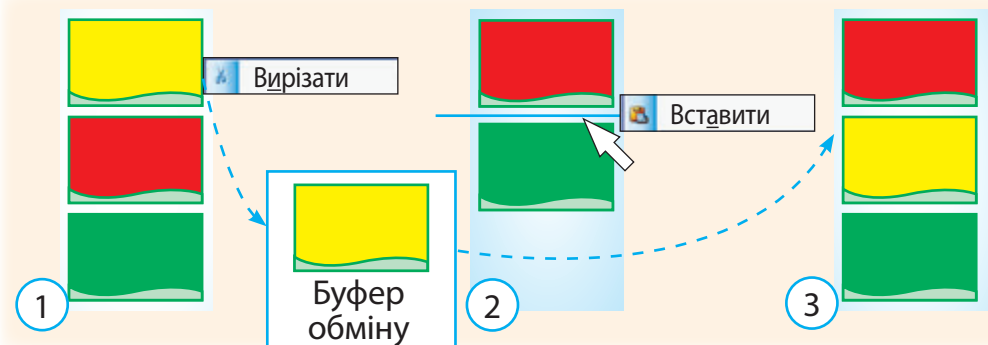 Вирізати
Вставити
Буфер
обміну
1
2
3